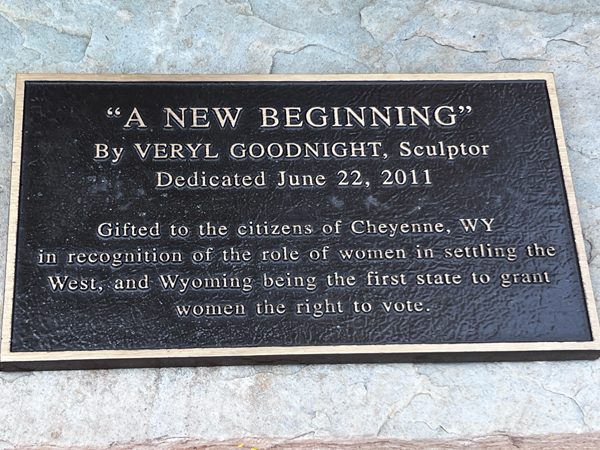 “A NEW BEGINNING”
By VERYL GOODNIGHT, Sculptor
Dedicated June 22, 2011
Gifted to the citizens of Cheyenne, WY
in recognition of the role of women in settling the
West, and Wyoming being the first state to grant
women the right to vote.